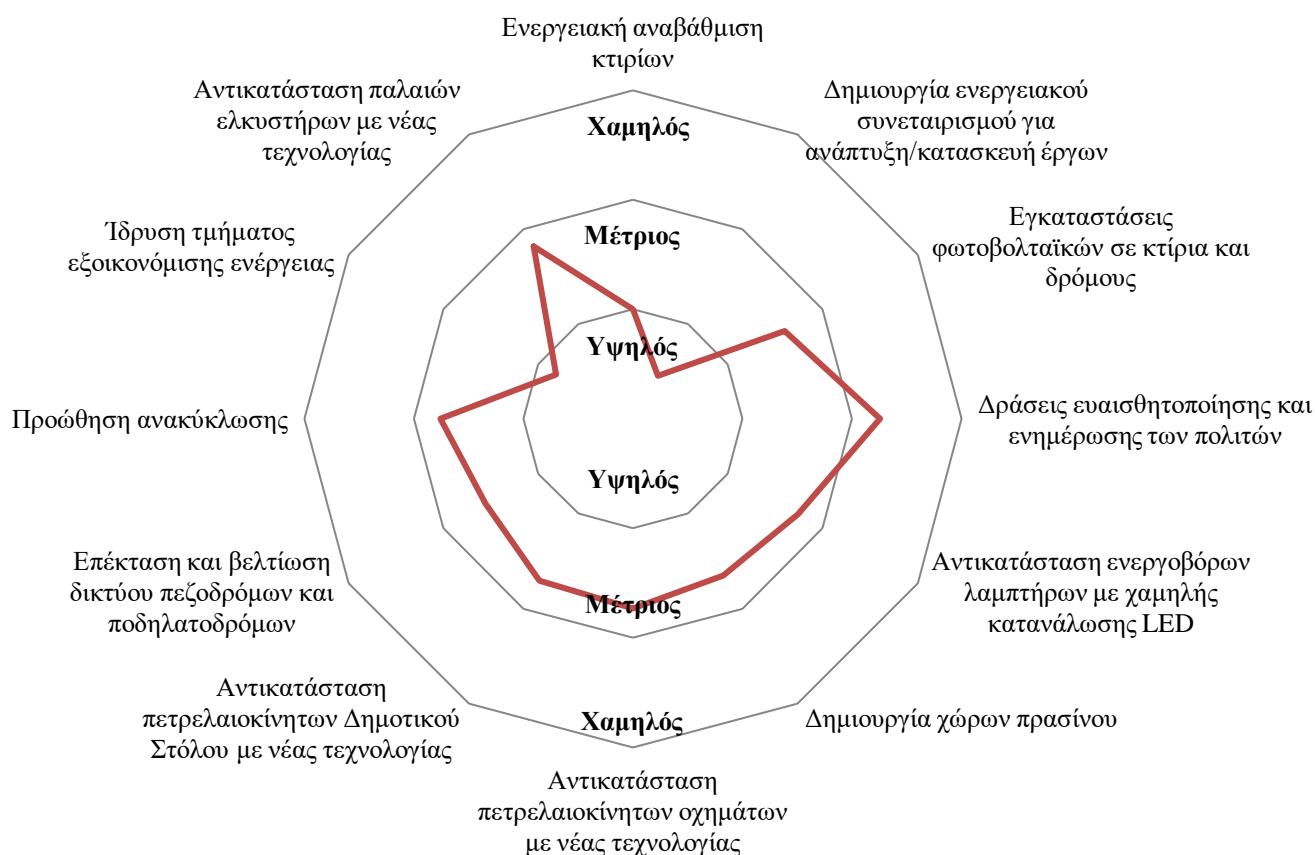 Ενεργειακή αναβάθμιση
κτιρίων
Δημιουργία ενεργειακού
συνεταιρισμού για
ανάπτυξη/κατασκευή έργων
Εγκαταστάσεις
φωτοβολταϊκών σε κτίρια και
δρόμους
Δράσεις ευαισθητοποίησης και
ενημέρωσης των πολιτών
Αντικατάσταση ενεργοβόρων
λαμπτήρων με χαμηλής
κατανάλωσης LED
Δημιουργία χώρων πρασίνου
Αντικατάσταση
πετρελαιοκίνητων οχημάτων
με νέας τεχνολογίας
Αντικατάσταση
πετρελαιοκίνητων Δημοτικού
Στόλου με νέας τεχνολογίας
Επέκταση και βελτίωση
δικτύου πεζοδρόμων και
ποδηλατοδρόμων
Προώθηση ανακύκλωσης
Ίδρυση τμήματος
εξοικονόμισης ενέργειας
Αντικατάσταση παλαιών
ελκυστήρων με νέας
τεχνολογίας
Χαμηλός
Μέτριος
Υψηλός
Υψηλός
Μέτριος
Χαμηλός